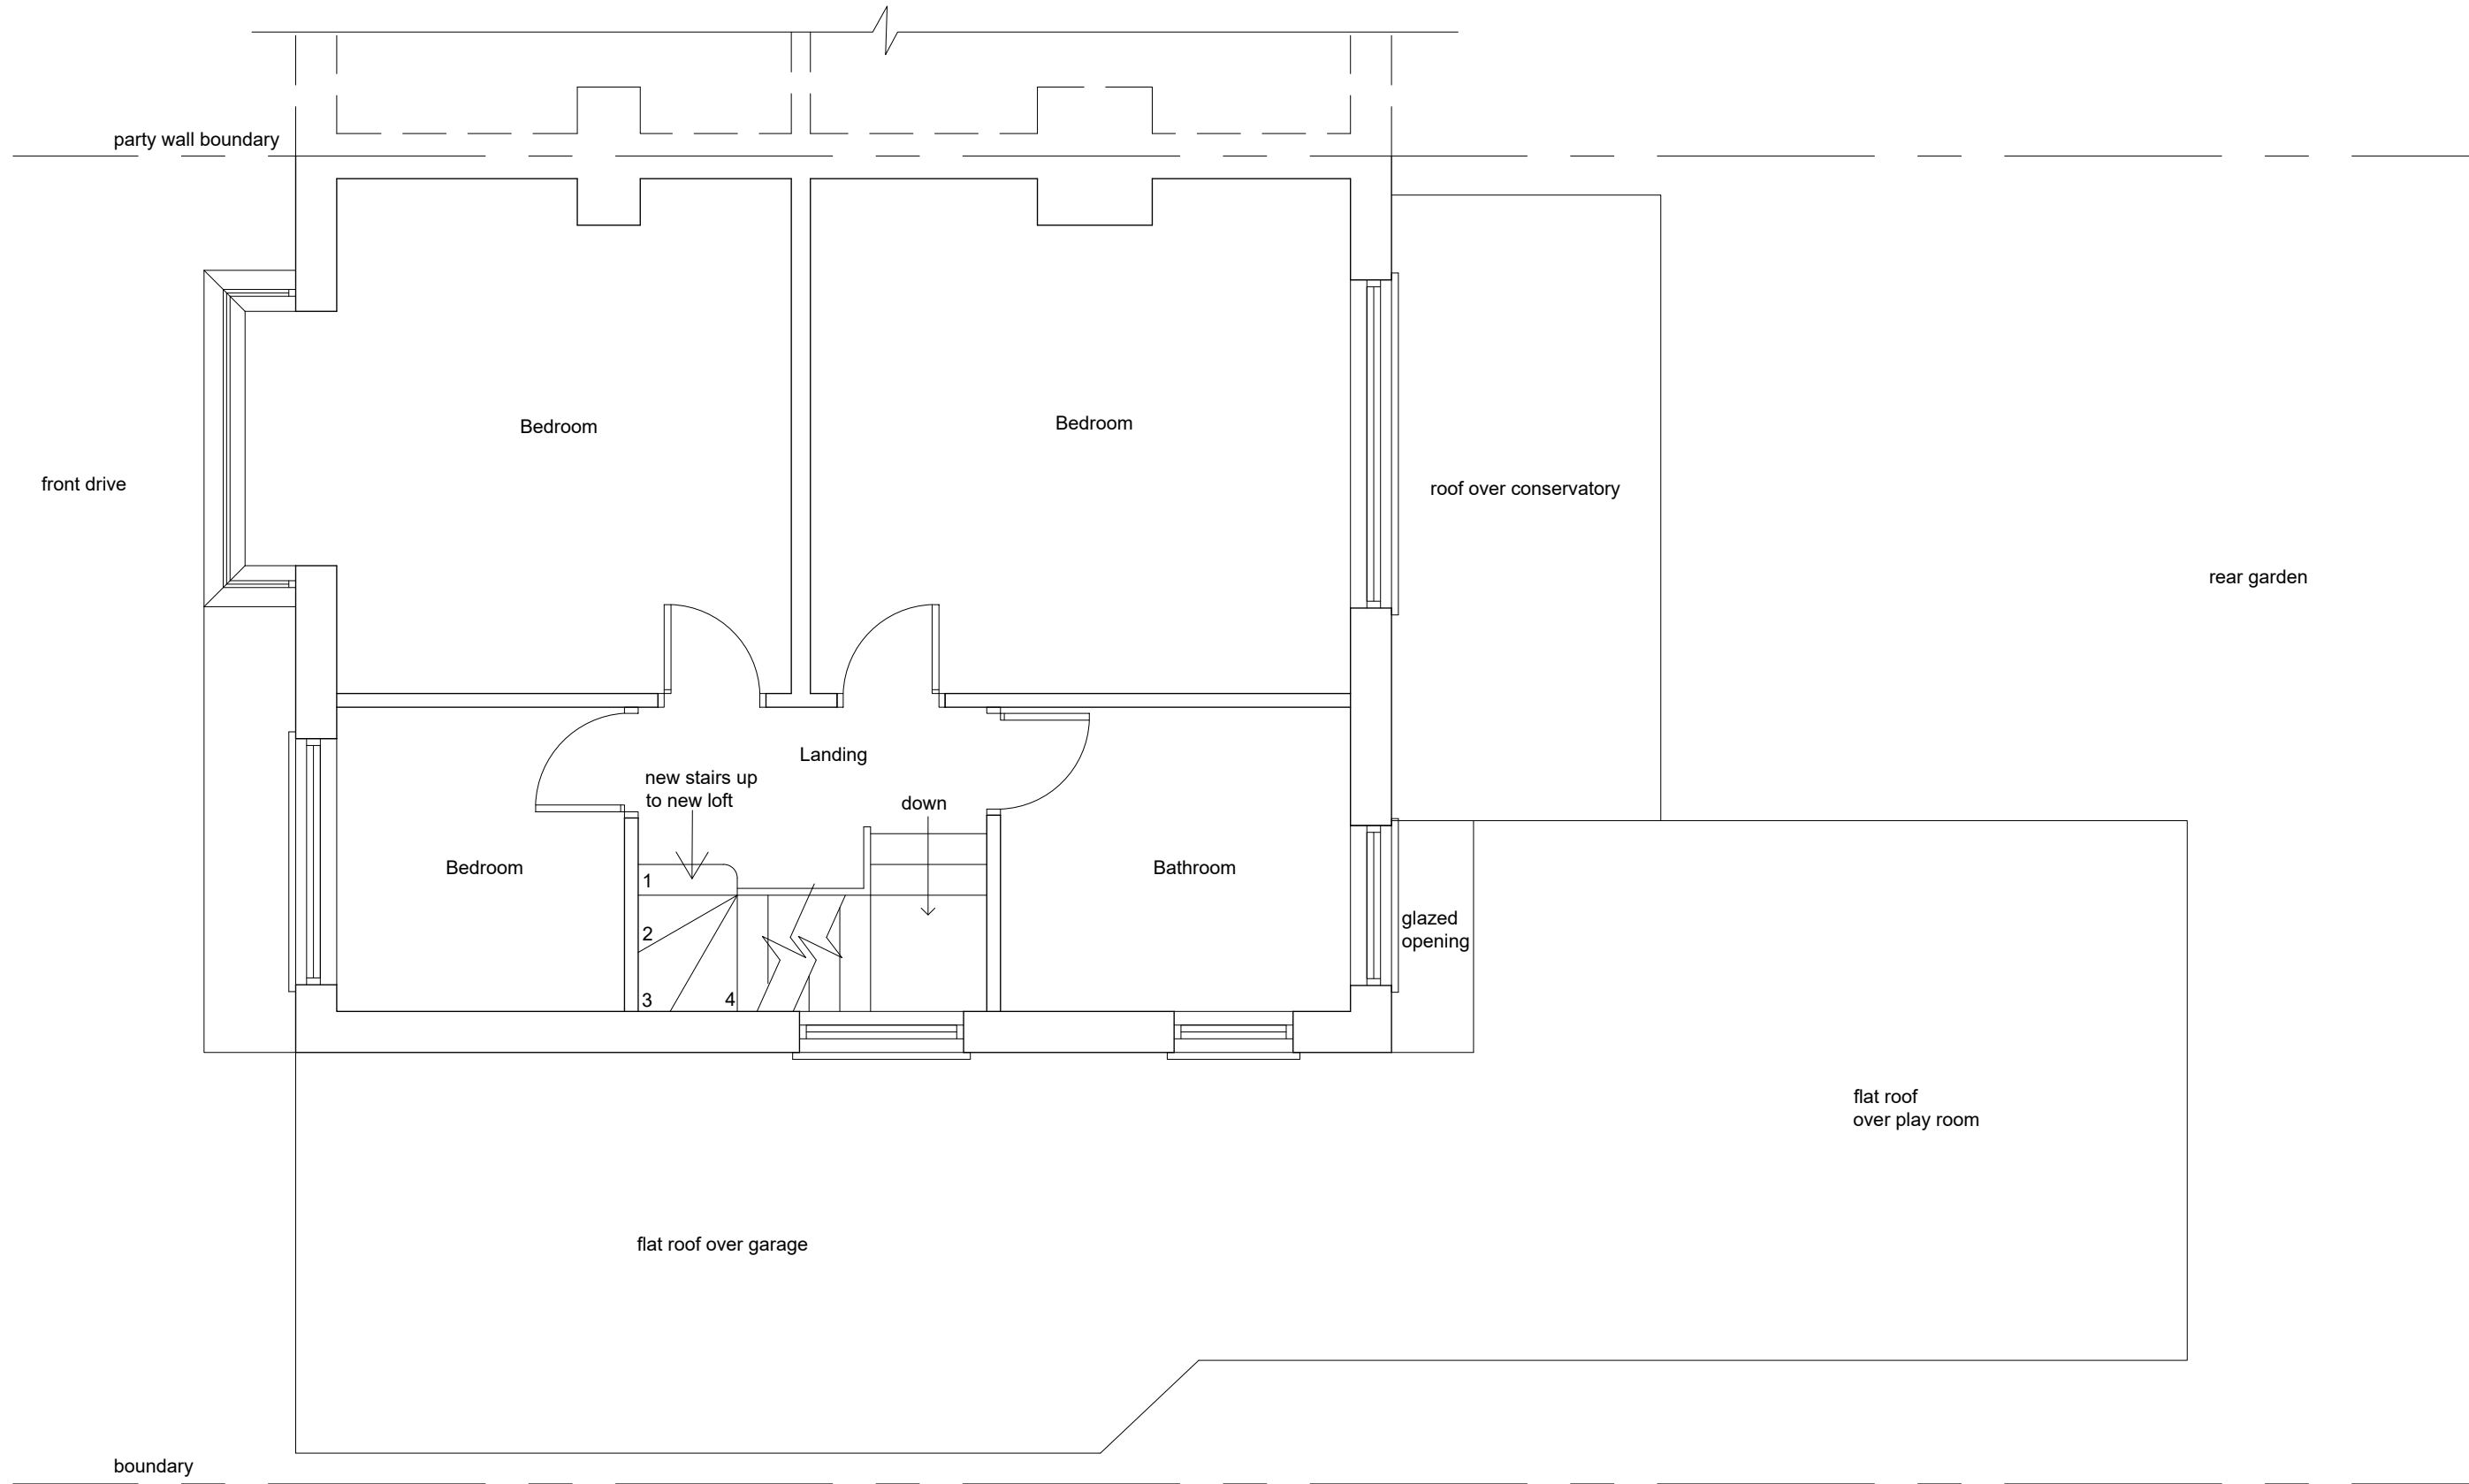 party wall boundary
Bedroom
Bedroom
front drive
roof over conservatory
rear garden
Landing
new stairs up
to new loft
down
Bedroom
1
2
3
4
Bathroom
glazed
opening
flat roof
over play room
flat roof over garage
boundary